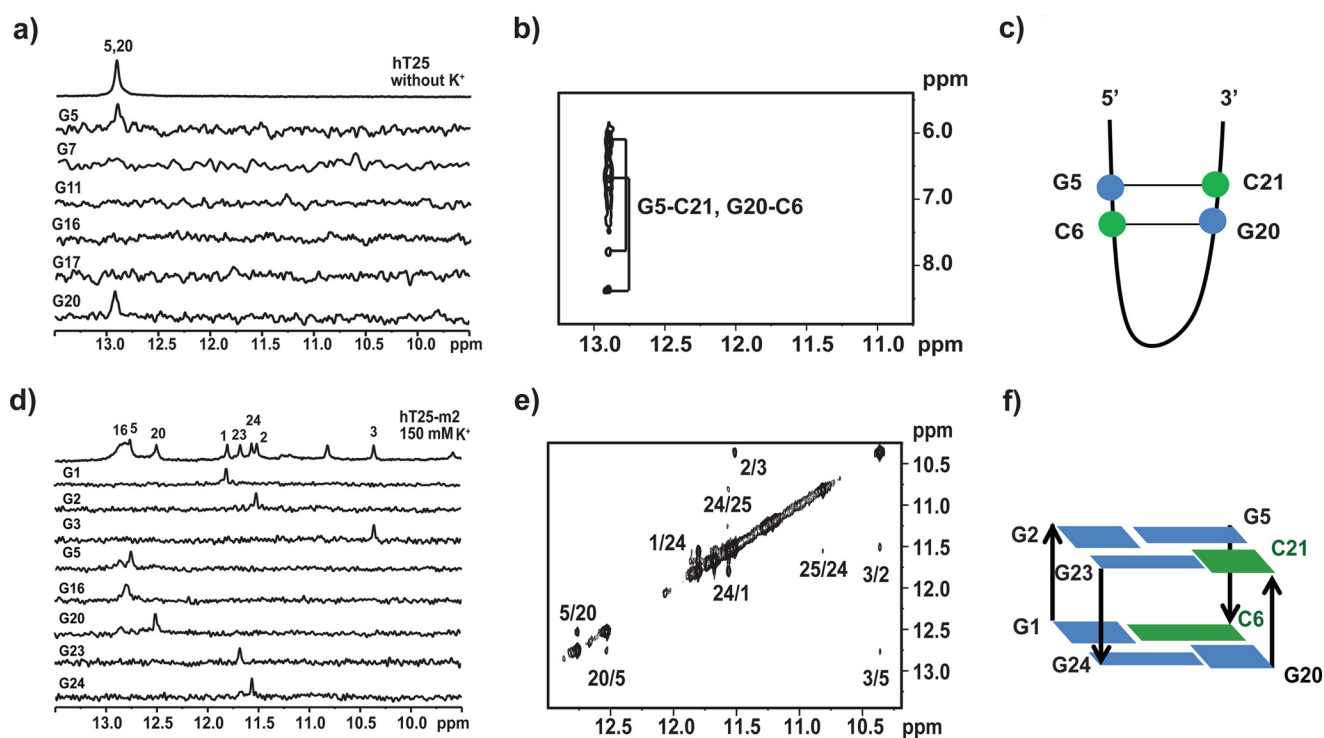 a)
5,20
hT25
without K⁺
G5
G7
G11
G16
G17
G20
13.0 12.5 12.0 11.5 11.0 10.5 10.0 ppm
b)
ppm
6.0
7.0
8.0
G5-C21, G20-C6
13.0 12.5 12.0 11.5 11.0 ppm
c)
5’ 3’
G5 C21
C6 G20
d)
hT25-m2
150 mM K⁺
16 5 20 1 23 24 2 3
G1
G2
G3
G5
G16
G20
G23
G24
13.0 12.5 12.0 11.5 11.0 10.5 10.0 ppm
e)
ppm
10.5
11.0
11.5
12.0
12.5
13.0
2/3
24/25
1/24
25/24
3/2
24/1
5/20
20/5
3/5
12.5 12.0 11.5 11.0 10.5 ppm
f)
G2 G5
C21
G23
G1 C6
G24 G20